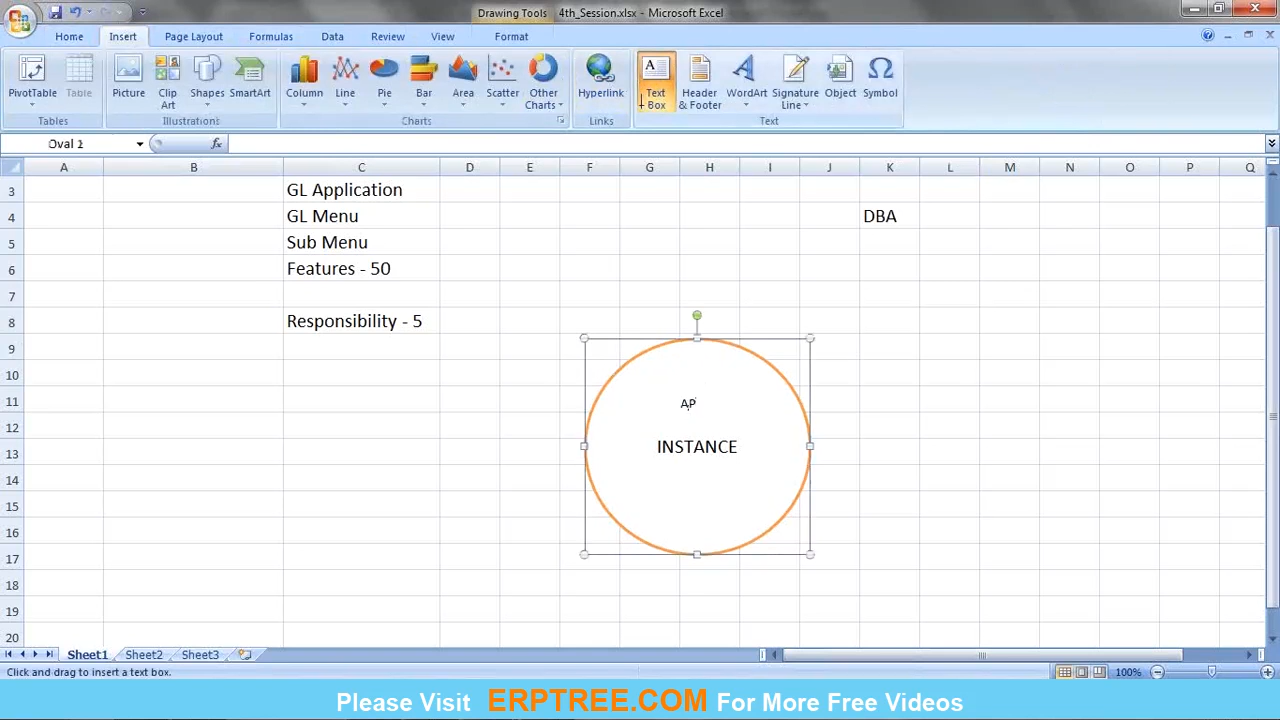 Drawing Tools 4th_Session.xlsx - Microsoft Excel
Home Insert Page Layout Formulas Data Review View Format
PivotTable Table Picture Clip Art Shapes SmartArt Column Line Pie Bar Area Scatter Other Charts Hyperlink Text Box Header & Footer WordArt Signature Line Object Symbol
Tables Illustrations Charts Links Text
Oval 2 fx
A B C D E F G H I J K L M N O P Q
3 GL Application
4 GL Menu DBA
5 Sub Menu
6 Features - 50
7
8 Responsibility - 5
9
10
11 AP
12
13 INSTANCE
14
15
16
17
18
19
20
Sheet1 Sheet2 Sheet3
Click and drag to insert a text box. 100%
Please Visit ERPTREE.COM For More Free Videos